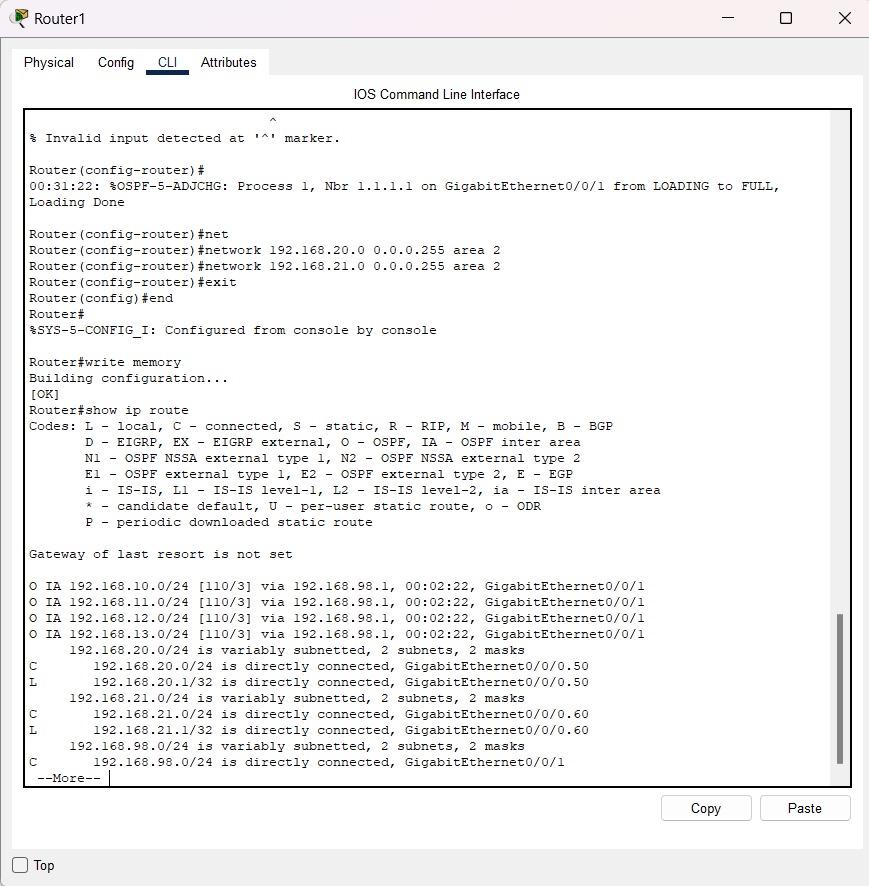 Router1
Physical Config CLI Attributes
IOS Command Line Interface
^
% Invalid input detected at '^' marker.
Router(config-router)#
00:31:22: %OSPF-5-ADJCHG: Process 1, Nbr 1.1.1.1 on GigabitEthernet0/0/1 from LOADING to FULL,
Loading Done
Router(config-router)#net
Router(config-router)#network 192.168.20.0 0.0.0.255 area 2
Router(config-router)#network 192.168.21.0 0.0.0.255 area 2
Router(config-router)#exit
Router(config)#end
Router#
%SYS-5-CONFIG_I: Configured from console by console
Router#write memory
Building configuration...
[OK]
Router#show ip route
Codes: L - local, C - connected, S - static, R - RIP, M - mobile, B - BGP
D - EIGRP, EX - EIGRP external, O - OSPF, IA - OSPF inter area
N1 - OSPF NSSA external type 1, N2 - OSPF NSSA external type 2
E1 - OSPF external type 1, E2 - OSPF external type 2, E - EGP
i - IS-IS, L1 - IS-IS level-1, L2 - IS-IS level-2, ia - IS-IS inter area
* - candidate default, U - per-user static route, o - ODR
P - periodic downloaded static route
Gateway of last resort is not set
O IA 192.168.10.0/24 [110/3] via 192.168.98.1, 00:02:22, GigabitEthernet0/0/1
O IA 192.168.11.0/24 [110/3] via 192.168.98.1, 00:02:22, GigabitEthernet0/0/1
O IA 192.168.12.0/24 [110/3] via 192.168.98.1, 00:02:22, GigabitEthernet0/0/1
O IA 192.168.13.0/24 [110/3] via 192.168.98.1, 00:02:22, GigabitEthernet0/0/1
192.168.20.0/24 is variably subnetted, 2 subnets, 2 masks
C 192.168.20.0/24 is directly connected, GigabitEthernet0/0/0.50
L 192.168.20.1/32 is directly connected, GigabitEthernet0/0/0.50
192.168.21.0/24 is variably subnetted, 2 subnets, 2 masks
C 192.168.21.0/24 is directly connected, GigabitEthernet0/0/0.60
L 192.168.21.1/32 is directly connected, GigabitEthernet0/0/0.60
192.168.98.0/24 is variably subnetted, 2 subnets, 2 masks
C 192.168.98.0/24 is directly connected, GigabitEthernet0/0/1
--More--
Copy Paste
Top